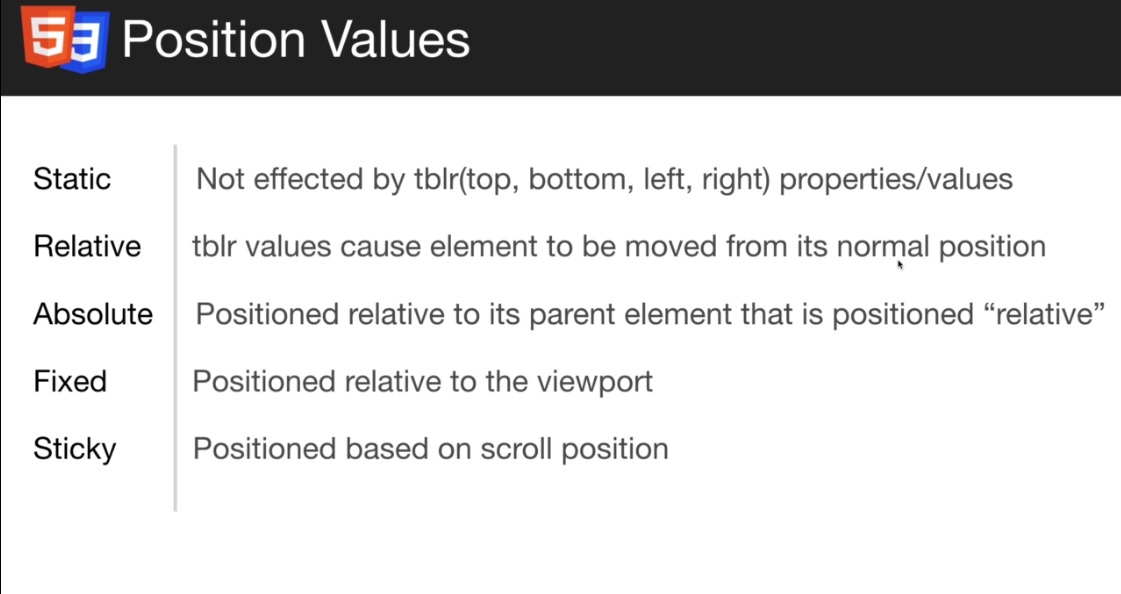 5 3 Position Values
Static Not effected by tblr(top, bottom, left, right) properties/values
Relative tblr values cause element to be moved from its normal position
Absolute Positioned relative to its parent element that is positioned “relative”
Fixed Positioned relative to the viewport
Sticky Positioned based on scroll position